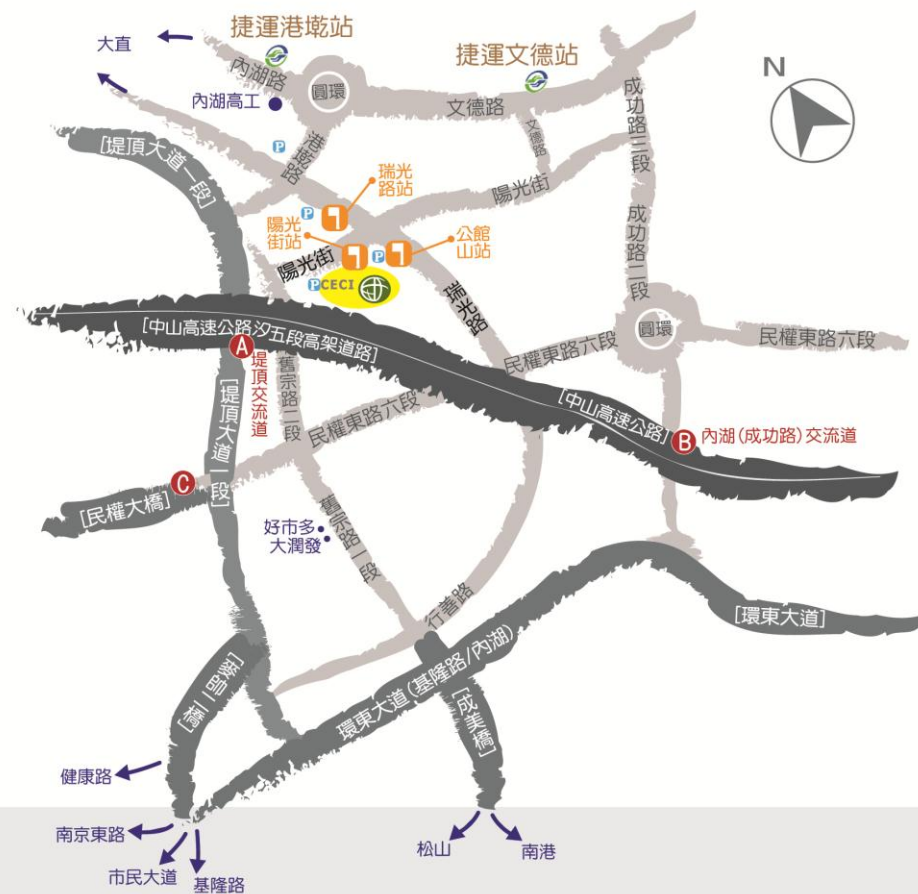 捷運港墘站
大直
捷運文德站
N
內湖路
圓環
內湖高工
文德路
成功路三段
文德路
P
港墘路
[堤頂大道一段]
瑞光
路站
陽光街
P
陽光
街站
公館
山站
成功路二段
P
陽光街
P
CECI
瑞光路
[中山高速公路汐五段高架道路]
圓環
民權東路六段
民權東路六段
A
堤頂交流道
舊宗路二段
[堤頂大道一段]
民權東路六段
[中山高速公路]
B
內湖(成功路)交流道
C
[民權大橋]
好市多
大潤發
舊宗路一段
行善路
[環東大道]
[麥帥二橋]
環東大道(基隆路/內湖)
[成美橋]
健康路
南京東路
市民大道
基隆路
松山
南港